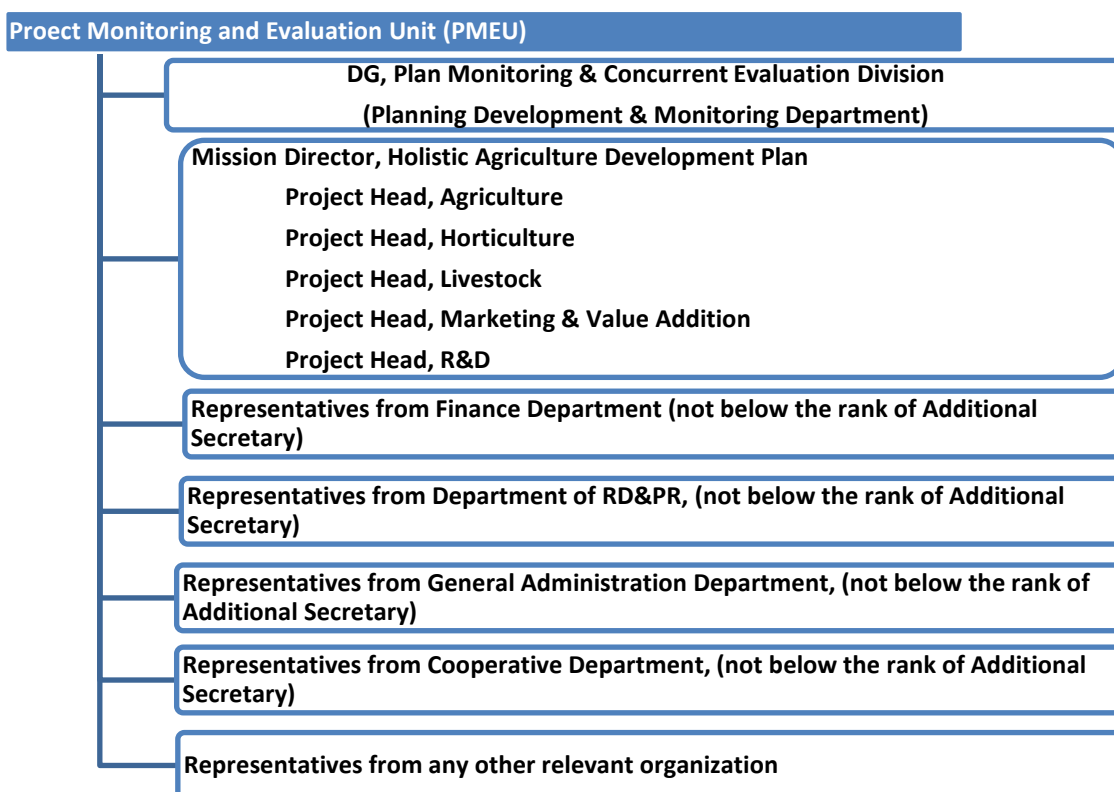 Proect Monitoring and Evaluation Unit (PMEU)
DG, Plan Monitoring & Concurrent Evaluation Division
(Planning Development & Monitoring Department)
Mission Director, Holistic Agriculture Development Plan
Project Head, Agriculture
Project Head, Horticulture
Project Head, Livestock
Project Head, Marketing & Value Addition
Project Head, R&D
Representatives from Finance Department (not below the rank of Additional
Secretary)
Representatives from Department of RD&PR, (not below the rank of Additional
Secretary)
Representatives from General Administration Department, (not below the rank of
Additional Secretary)
Representatives from Cooperative Department, (not below the rank of Additional
Secretary)
Representatives from any other relevant organization